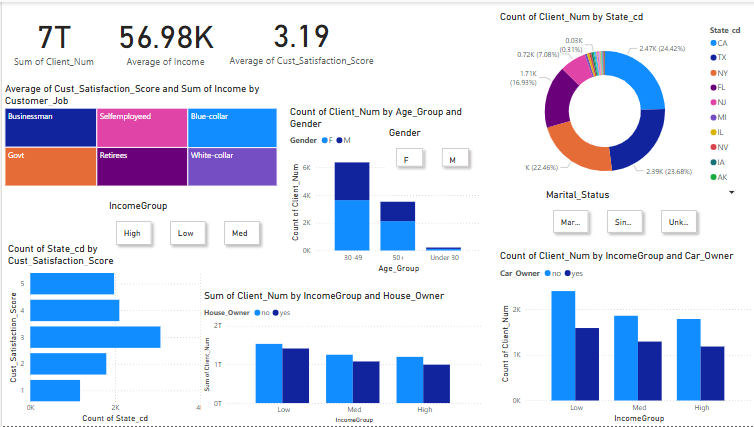 7T
Sum of Client_Num
56.98K
Average of Income
3.19
Average of Cust_Satisfaction_Score
Count of Client_Num by State_cd
0.03K
(0.31%)
0.72K (7.08%)
1.71K
(16.93%)
K (22.46%)
2.47K (24.42%)
2.39K (23.68%)
State_cd
CA
TX
NY
FL
NJ
MI
IL
NV
IA
AK
Average of Cust_Satisfaction_Score and Sum of Income by
Customer_Job
Businessman
Selfemployeed
Blue-collar
Govt
Retirees
White-collar
Count of Client_Num by Age_Group and
Gender
Gender F M
Gender
F
M
Count of Client_Num
6K
4K
2K
0K
30-49
50+
Under 30
Age_Group
Marital_Status
Mar...
Sin...
Unk...
IncomeGroup
High
Low
Med
Count of State_cd by
Cust_Satisfaction_Score
Cust_Satisfaction_Score
5
4
3
2
1
0K
2K
4
Count of State_cd
Sum of Client_Num by IncomeGroup and House_Owner
House_Owner no yes
Sum of Client_Num
2T
1T
0T
Low
Med
High
IncomeGroup
Count of Client_Num by IncomeGroup and Car_Owner
Car_Owner no yes
Count of Client_Num
2K
1K
0K
Low
Med
High
IncomeGroup